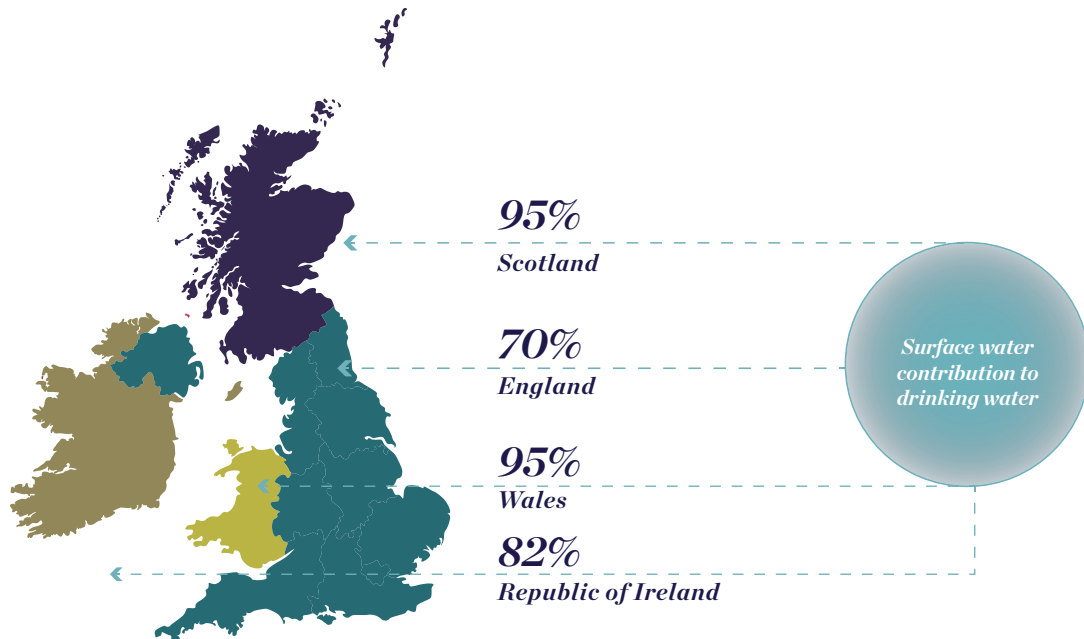 95%
Scotland
70%
England
95%
Wales
82%
Republic of Ireland
Surface water
contribution to
drinking water